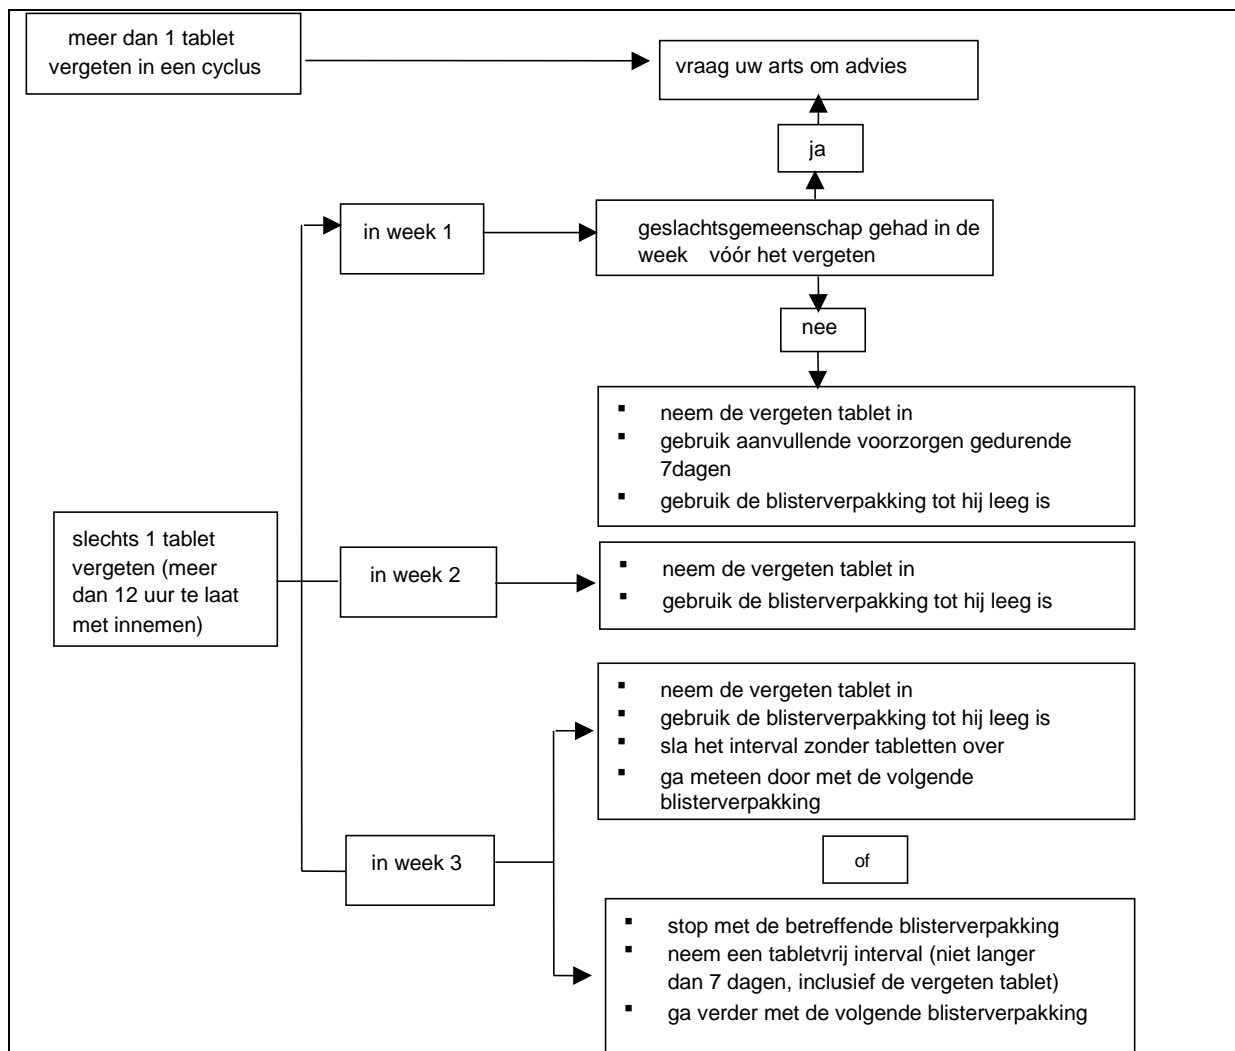 meer dan 1 tablet
vergeten in een cyclus
vraag uw arts om advies
ja
in week 1
geslachtsgemeenschap gehad in de
week vóór het vergeten
nee
▪ neem de vergeten tablet in
▪ gebruik aanvullende voorzorgen gedurende
7dagen
▪ gebruik de blisterverpakking tot hij leeg is
slechts 1 tablet
vergeten (meer
dan 12 uur te laat
met innemen)
in week 2
▪ neem de vergeten tablet in
▪ gebruik de blisterverpakking tot hij leeg is
▪ neem de vergeten tablet in
▪ gebruik de blisterverpakking tot hij leeg is
▪ sla het interval zonder tabletten over
▪ ga meteen door met de volgende
blisterverpakking
in week 3
of
▪ stop met de betreffende blisterverpakking
▪ neem een tabletvrij interval (niet langer
dan 7 dagen, inclusief de vergeten tablet)
▪ ga verder met de volgende blisterverpakking